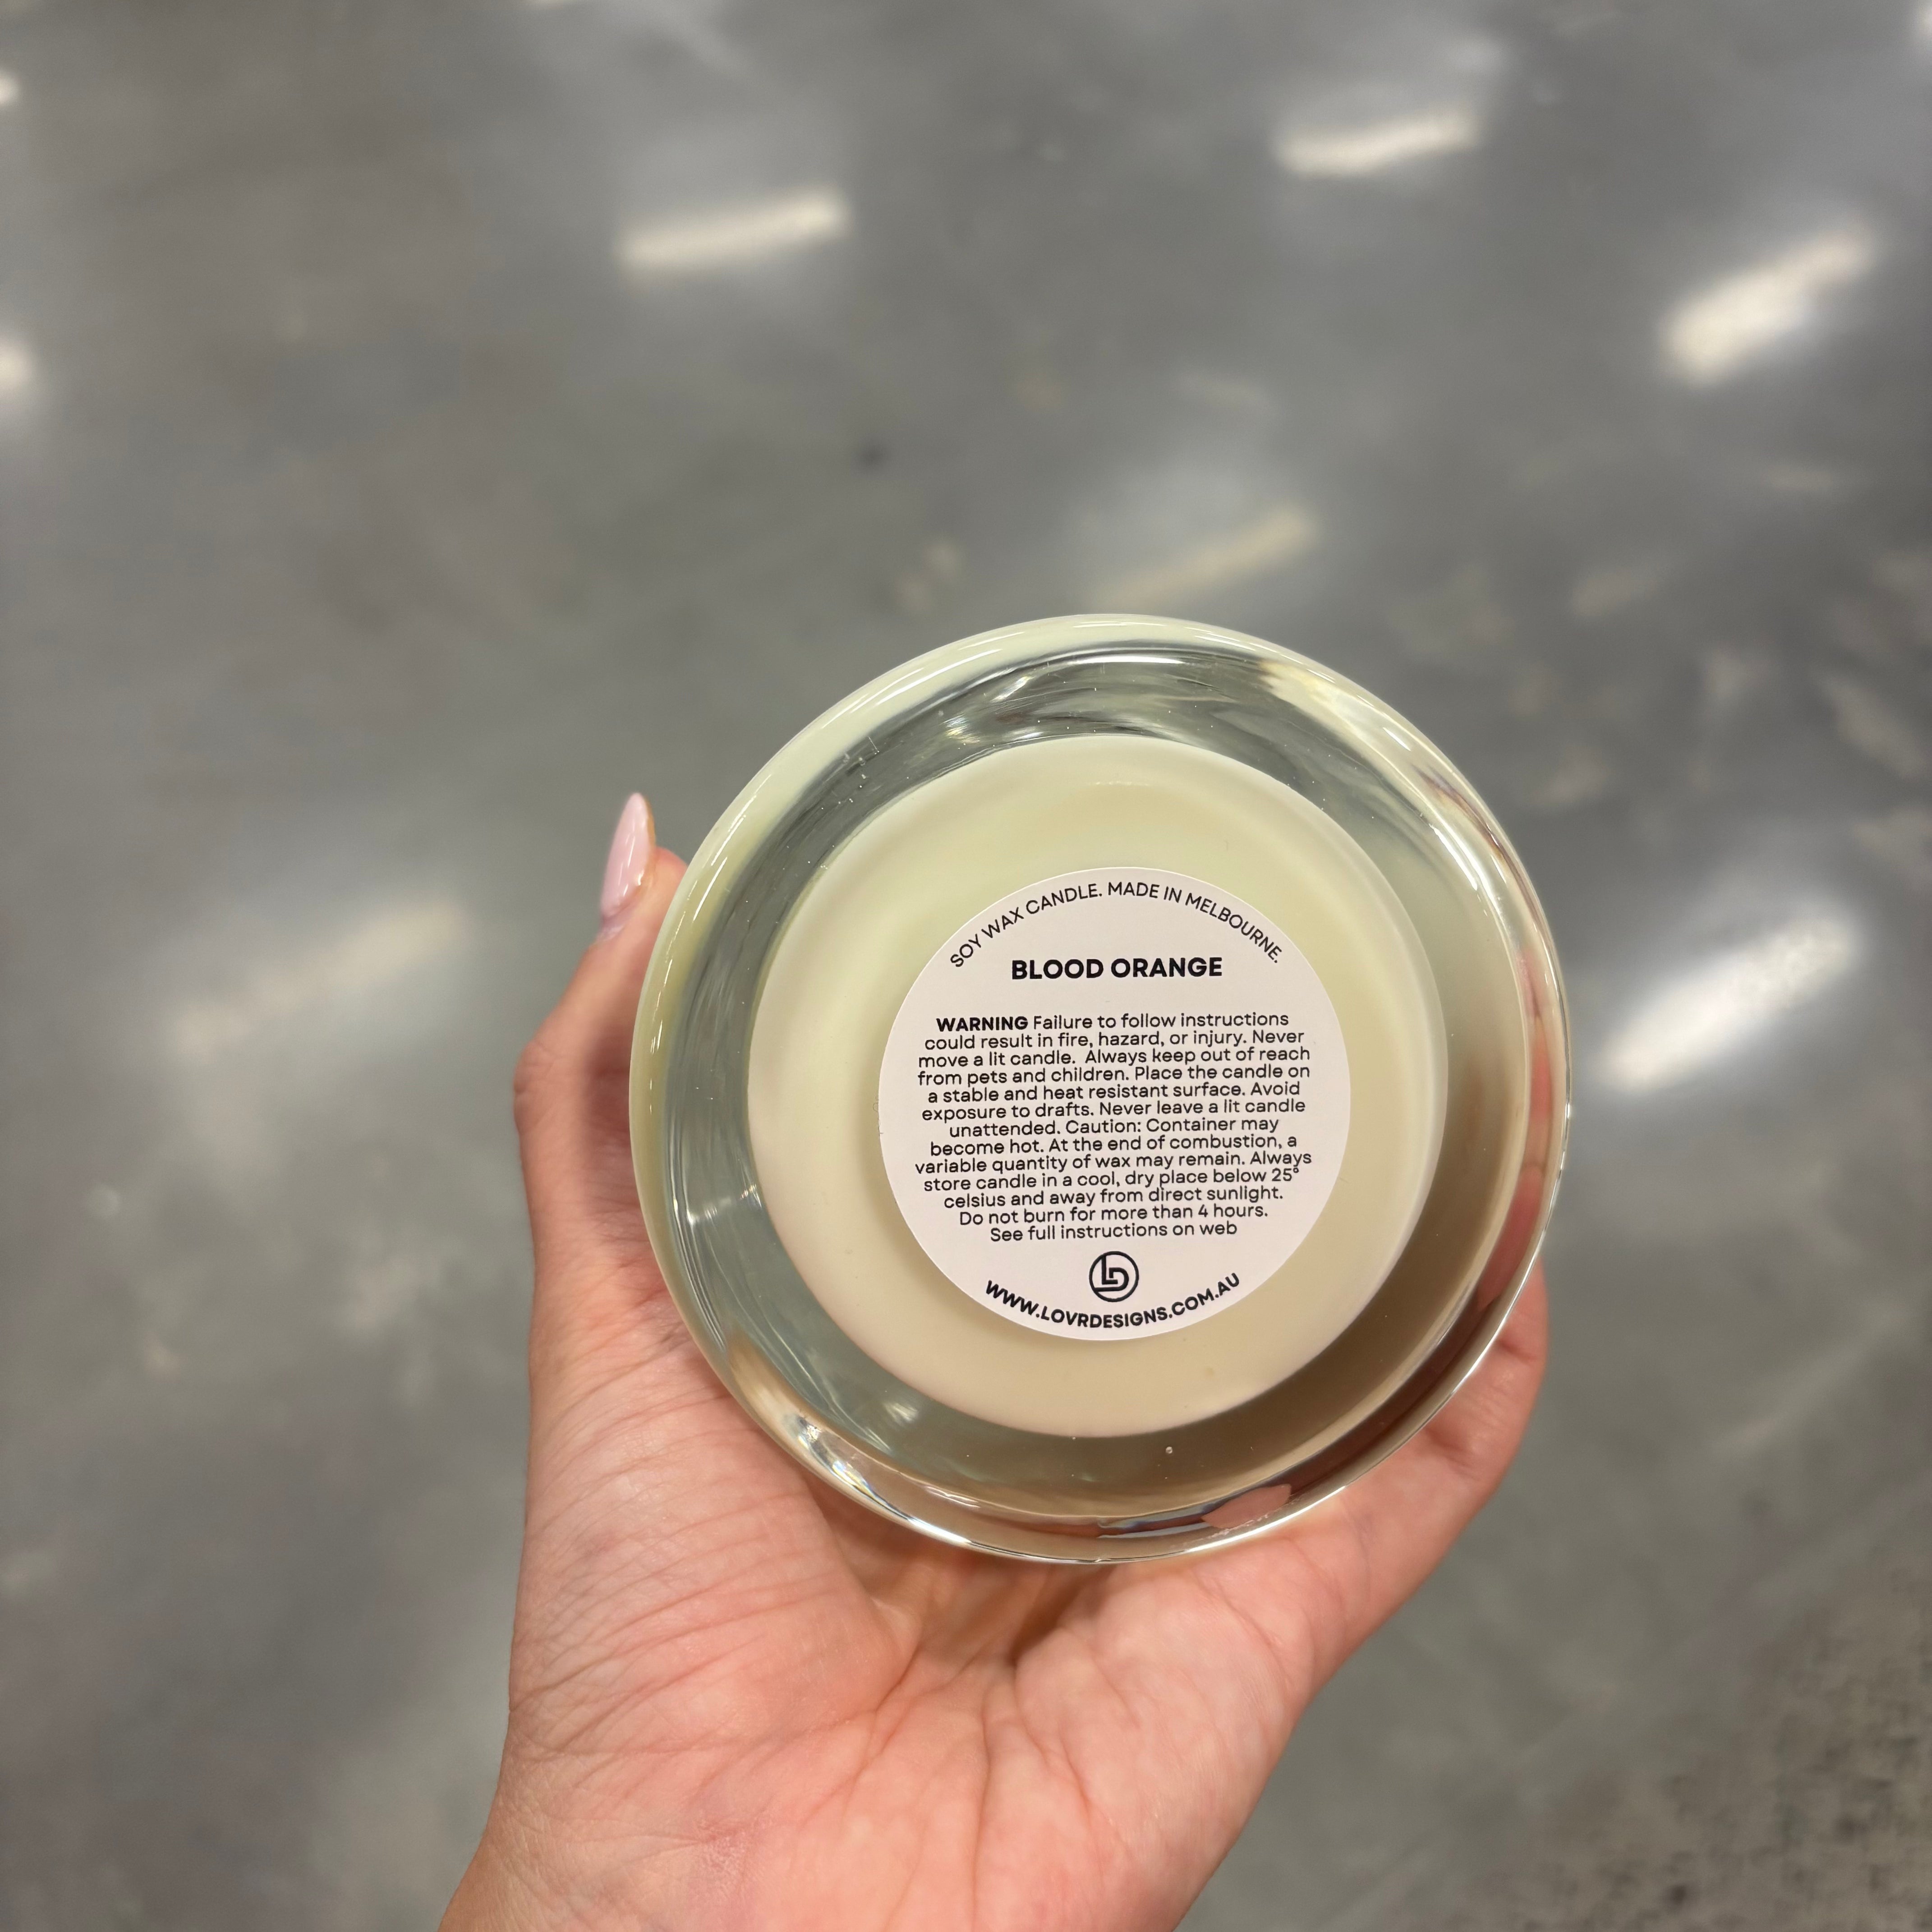 SOY WAX CANDLE. MADE IN MELBOURNE.
BLOOD ORANGE
WARNING Failure to follow instructions
could result in fire, hazard, or injury. Never
move a lit candle. Always keep out of reach
from pets and children. Place the candle on
a stable and heat resistant surface. Avoid
exposure to drafts. Never leave a lit candle
unattended. Caution: Container may
become hot. At the end of combustion, a
variable quantity of wax may remain. Always
store candle in a cool, dry place below 25°
celsius and away from direct sunlight.
Do not burn for more than 4 hours.
See full instructions on web
LD
WWW.LOVRDESIGNS.COM.AU